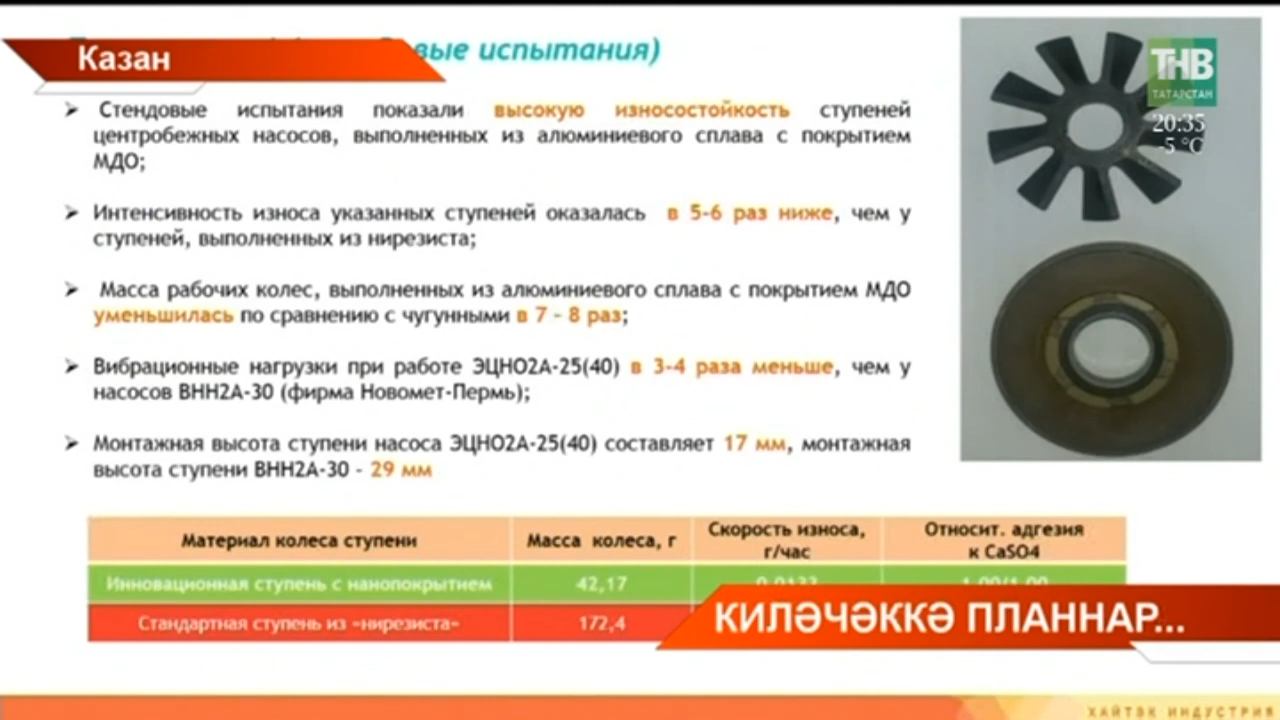 Казан
вые испытания)
ТНВ
ТАТАРСТАН
20:35
-5 °C
Стендовые испытания показали высокую износостойкость ступеней
центробежных насосов, выполненных из алюминиевого сплава с покрытием
МДО;
Интенсивность износа указанных ступеней оказалась в 5-6 раз ниже, чем у
ступеней, выполненных из нирезиста;
Масса рабочих колес, выполненных из алюминиевого сплава с покрытием МДО
уменьшилась по сравнению с чугунными в 7 - 8 раз;
Вибрационные нагрузки при работе ЭЦНО2А-25(40) в 3-4 раза меньше, чем у
насосов ВНН2А-30 (фирма Новомет-Пермь);
Монтажная высота ступени насоса ЭЦНО2А-25(40) составляет 17 мм, монтажная
высота ступени ВНН2А-30 - 29 мм
Материал колеса ступени Масса колеса, г Скорость износа, г/час Относит. адгезия к CaSO4
Инновационная ступень с нанопокрытием 42,17
Стандартная ступень из «нирезиста» 172,4
КИЛӘЧӘККӘ ПЛАННАР...
ХАЙТЭК ИНДУСТРИЯ